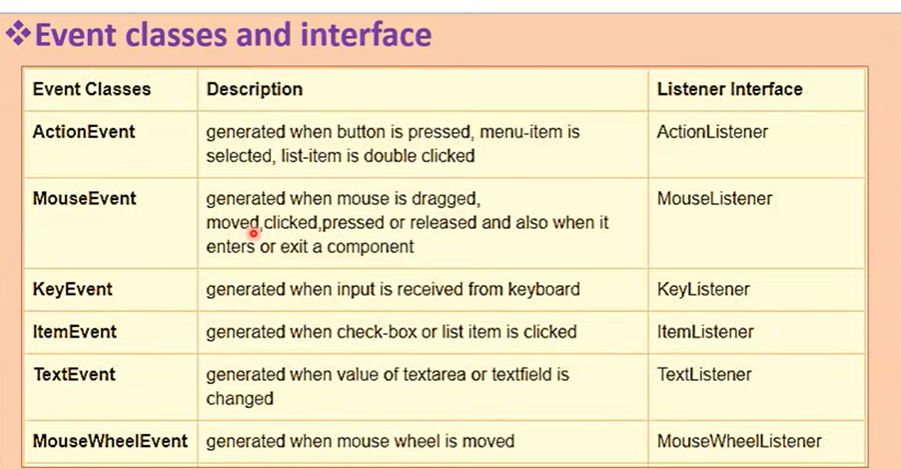 Event classes and interface
Event Classes Description Listener Interface
ActionEvent generated when button is pressed, menu-item is ActionListener
selected, list-item is double clicked
MouseEvent generated when mouse is dragged, MouseListener
moved,clicked,pressed or released and also when it
enters or exit a component
KeyEvent generated when input is received from keyboard KeyListener
ItemEvent generated when check-box or list item is clicked ItemListener
TextEvent generated when value of textarea or textfield is TextListener
changed
MouseWheelEvent generated when mouse wheel is moved MouseWheelListener